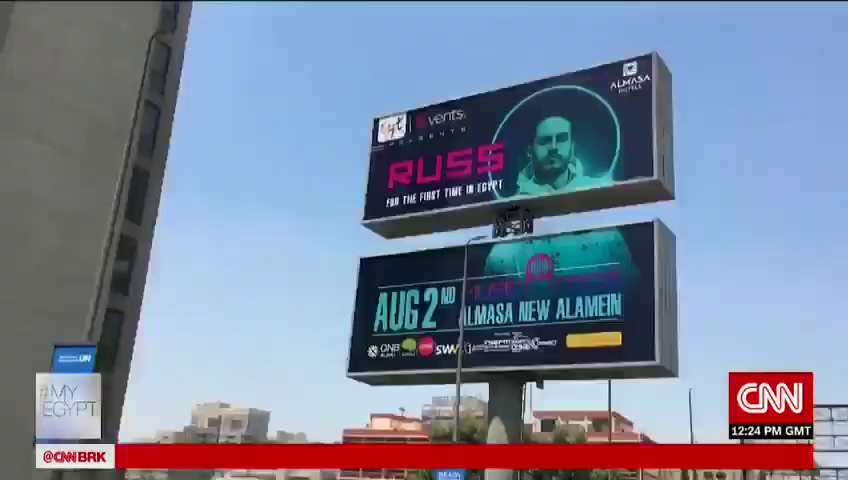 vents.
PRESENTS
ALMASA
HOTELS
RUSS
FOR THE FIRST TIME IN EGYPT
AUG 2ND
ALMASA NEW ALAMEIN
QNB
#MY
EGYPT
CNN
12:24 PM GMT
@CNNBRK